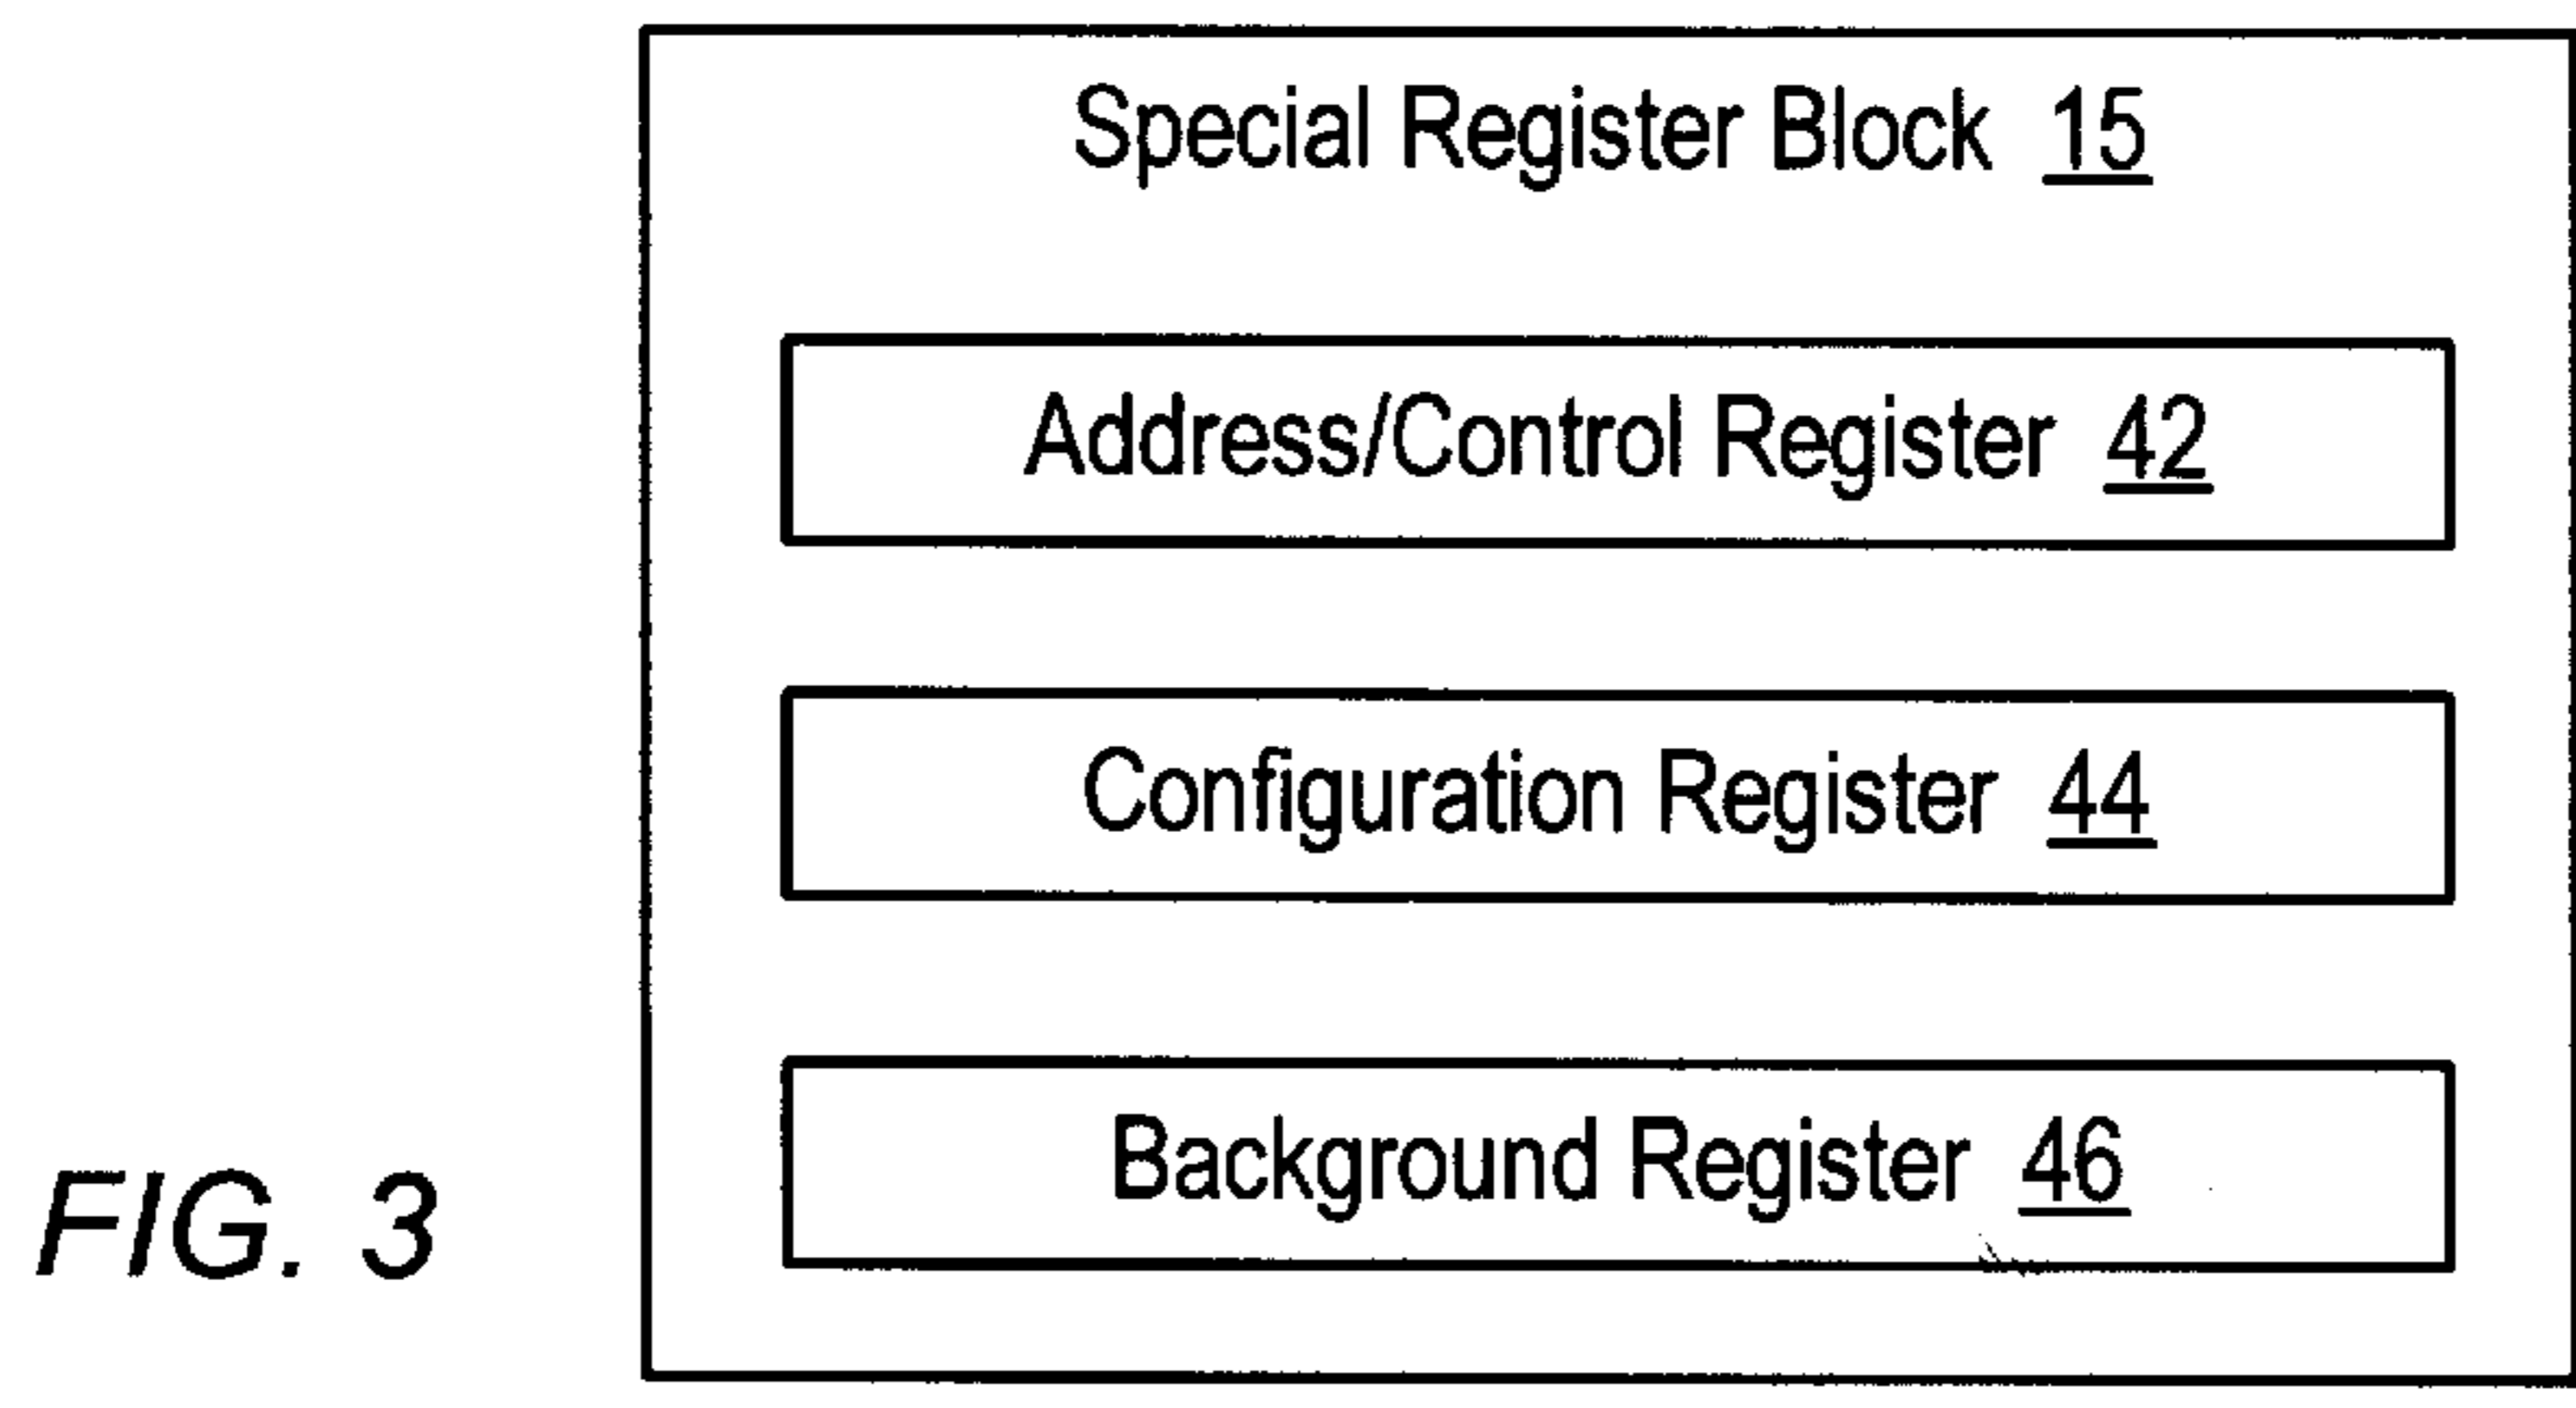 Special Register Block 15
Address/Control Register 42
Configuration Register 44
Background Register 46
FIG. 3